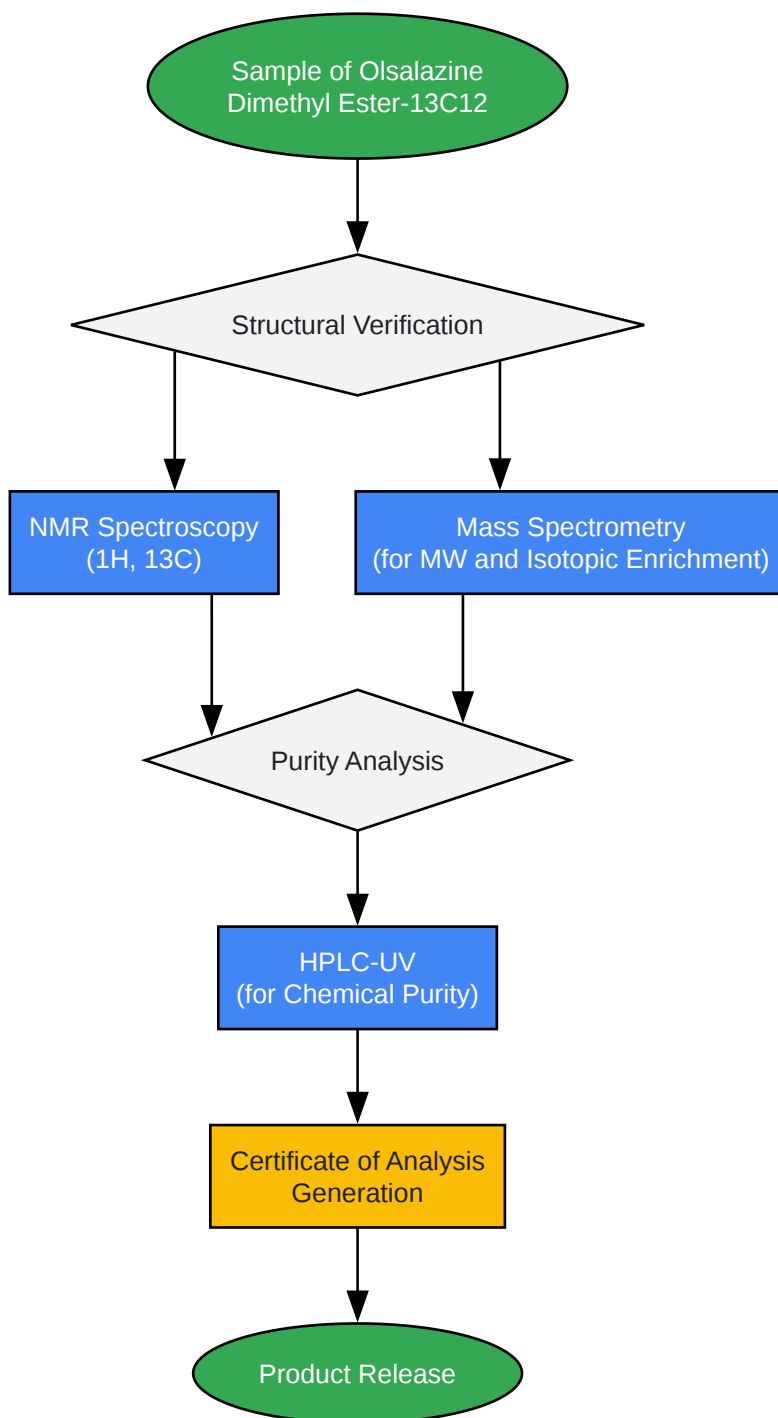 Sample of Olsalazine
Dimethyl Ester-13C12
Structural Verification
NMR Spectroscopy
(1H, 13C)
Mass Spectrometry
(for MW and Isotopic Enrichment)
Purity Analysis
HPLC-UV
(for Chemical Purity)
Certificate of Analysis
Generation
Product Release